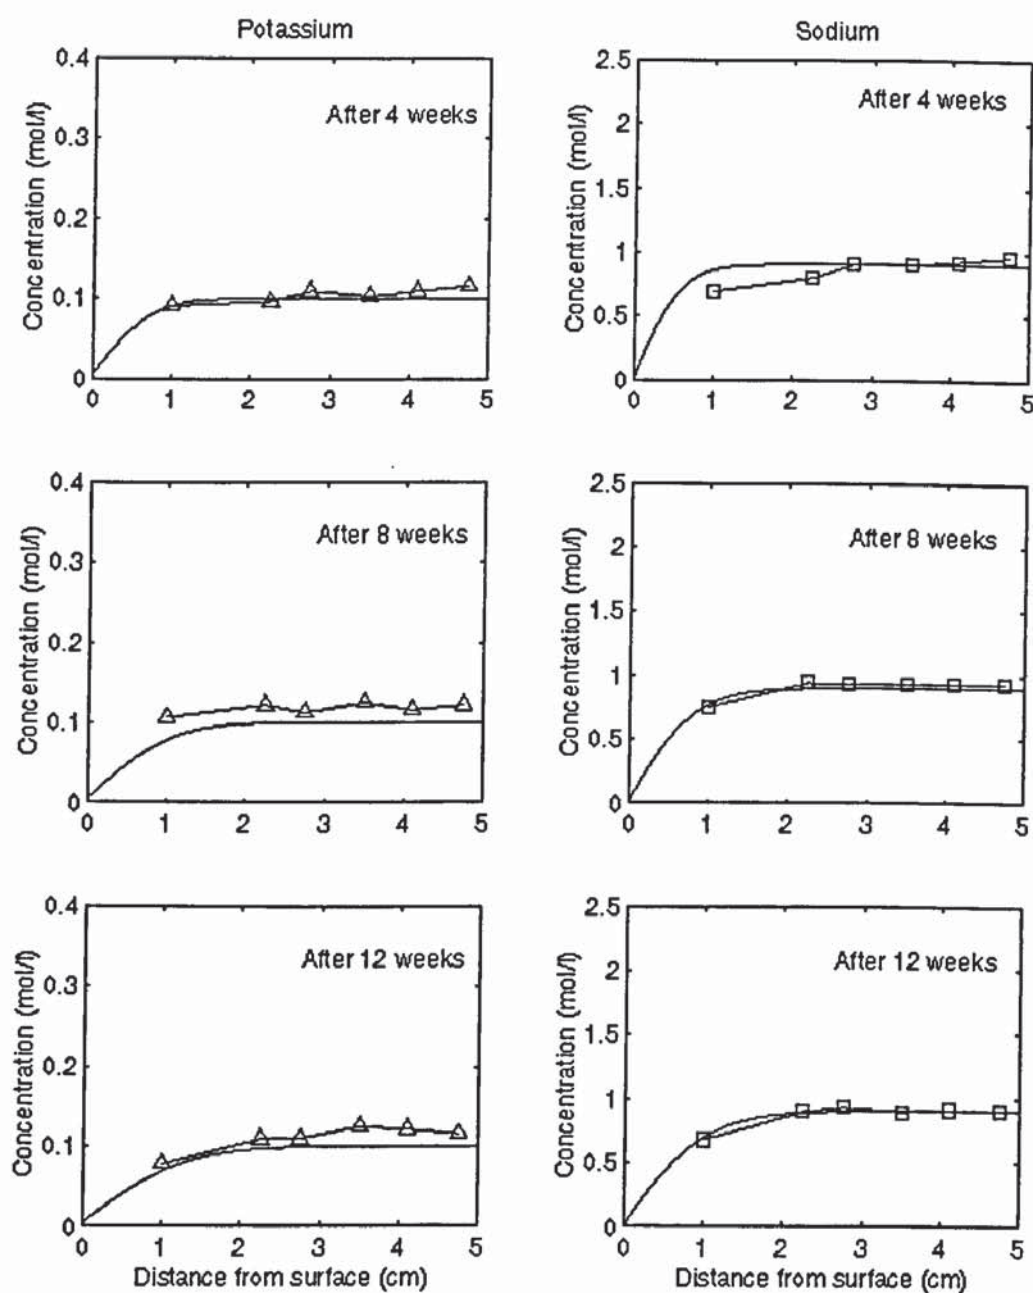 Potassium
Sodium
Concentration (mol/l)
0.4
0.3
0.2
0.1
0
After 4 weeks
0 1 2 3 4 5
Concentration (mol/l)
2.5
2
1.5
1
0.5
0
After 4 weeks
0 1 2 3 4 5
Concentration (mol/l)
0.4
0.3
0.2
0.1
0
After 8 weeks
0 1 2 3 4 5
Concentration (mol/l)
2.5
2
1.5
1
0.5
0
After 8 weeks
0 1 2 3 4 5
Concentration (mol/l)
0.4
0.3
0.2
0.1
0
After 12 weeks
0 1 2 3 4 5
Distance from surface (cm)
Concentration (mol/l)
2.5
2
1.5
1
0.5
0
After 12 weeks
0 1 2 3 4 5
Distance from surface (cm)